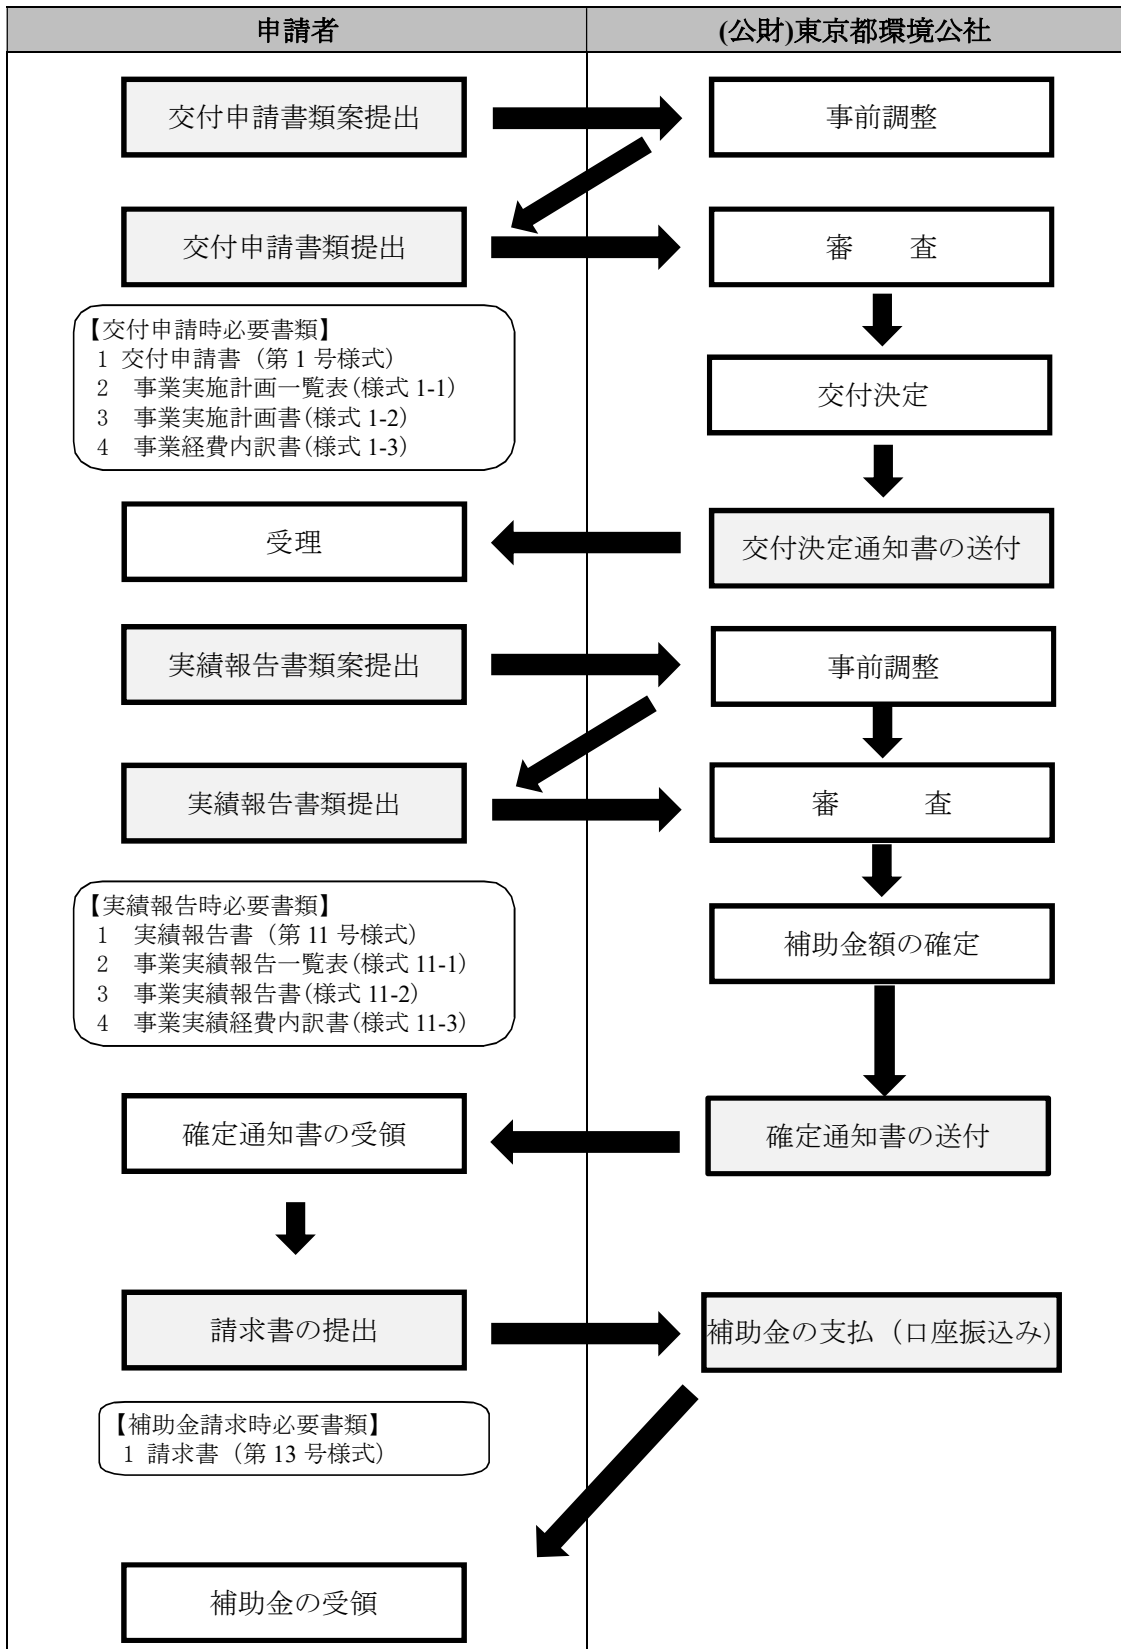 申請者
(公財)東京都環境公社
交付申請書類案提出
事前調整
交付申請書類提出
審　　査
【交付申請時必要書類】
1 交付申請書（第 1 号様式）
2　事業実施計画一覧表(様式 1-1)
3　事業実施計画書(様式 1-2)
4　事業経費内訳書(様式 1-3)
交付決定
受理
交付決定通知書の送付
実績報告書類案提出
事前調整
実績報告書類提出
審　　　査
【実績報告時必要書類】
1　実績報告書（第 11 号様式）
2　事業実績報告一覧表(様式 11-1)
3　事業実績報告書(様式 11-2)
4　事業実績経費内訳書(様式 11-3)
補助金額の確定
確定通知書の受領
確定通知書の送付
請求書の提出
補助金の支払（口座振込み）
【補助金請求時必要書類】
1 請求書（第 13 号様式）
補助金の受領